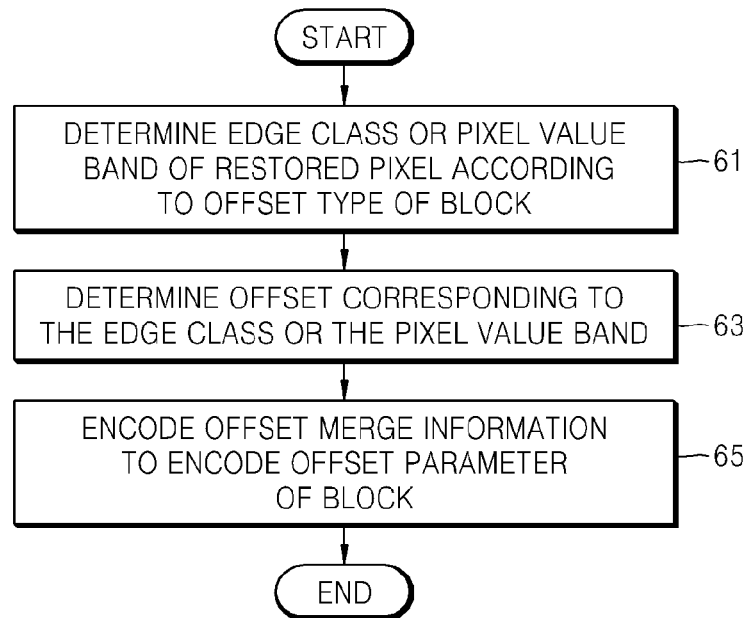 START
DETERMINE EDGE CLASS OR PIXEL VALUE
BAND OF RESTORED PIXEL ACCORDING
TO OFFSET TYPE OF BLOCK
61
DETERMINE OFFSET CORRESPONDING TO
THE EDGE CLASS OR THE PIXEL VALUE BAND
63
ENCODE OFFSET MERGE INFORMATION
TO ENCODE OFFSET PARAMETER
OF BLOCK
65
END